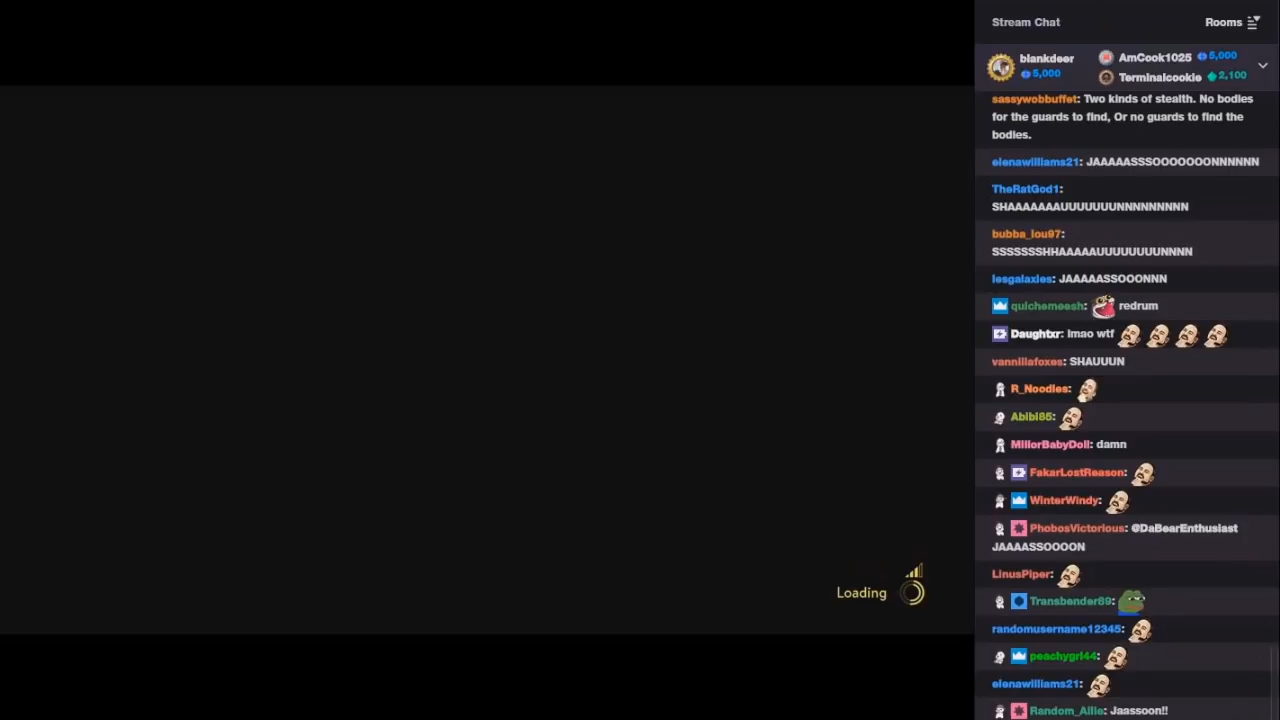 Stream Chat
Rooms
blankdeer
5,000
AmCook1025 5,000
Terminalcookie 2,100
sassywobbuffet: Two kinds of stealth. No bodies
for the guards to find, Or no guards to find the
bodies.
elenawilliams21: JAAAAASSSOOOOOOONNNNNN
TheRatGod1:
SHAAAAAAAUUUUUUUNNNNNNNNN
bubba_lou97:
SSSSSSSHHAAAAAUUUUUUUUNNNN
lesgalaxies: JAAAAASSOOONNN
quichemeesh: redrum
Daughtxr: lmao wtf
vannillafoxes: SHAUUUN
R_Noodles:
Abibi85:
MiliorBabyDoll: damn
FakarLostReason:
WinterWindy:
PhobosVictorious: @DaBearEnthusiast
JAAAASSOOOON
LinusPiper:
Loading
Transbender69:
randomusername12345:
peachygrl44:
elenawilliams21:
Random_Allie: Jaassoon!!